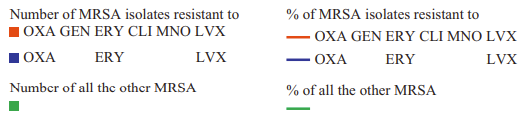 Number of MRSA isolates resistant to
OXA GEN ERY CLI MNO LVX
OXA ERY LVX
Number of all the other MRSA
% of MRSA isolates resistant to
OXA GEN ERY CLI MNO LVX
OXA ERY LVX
% of all the other MRSA